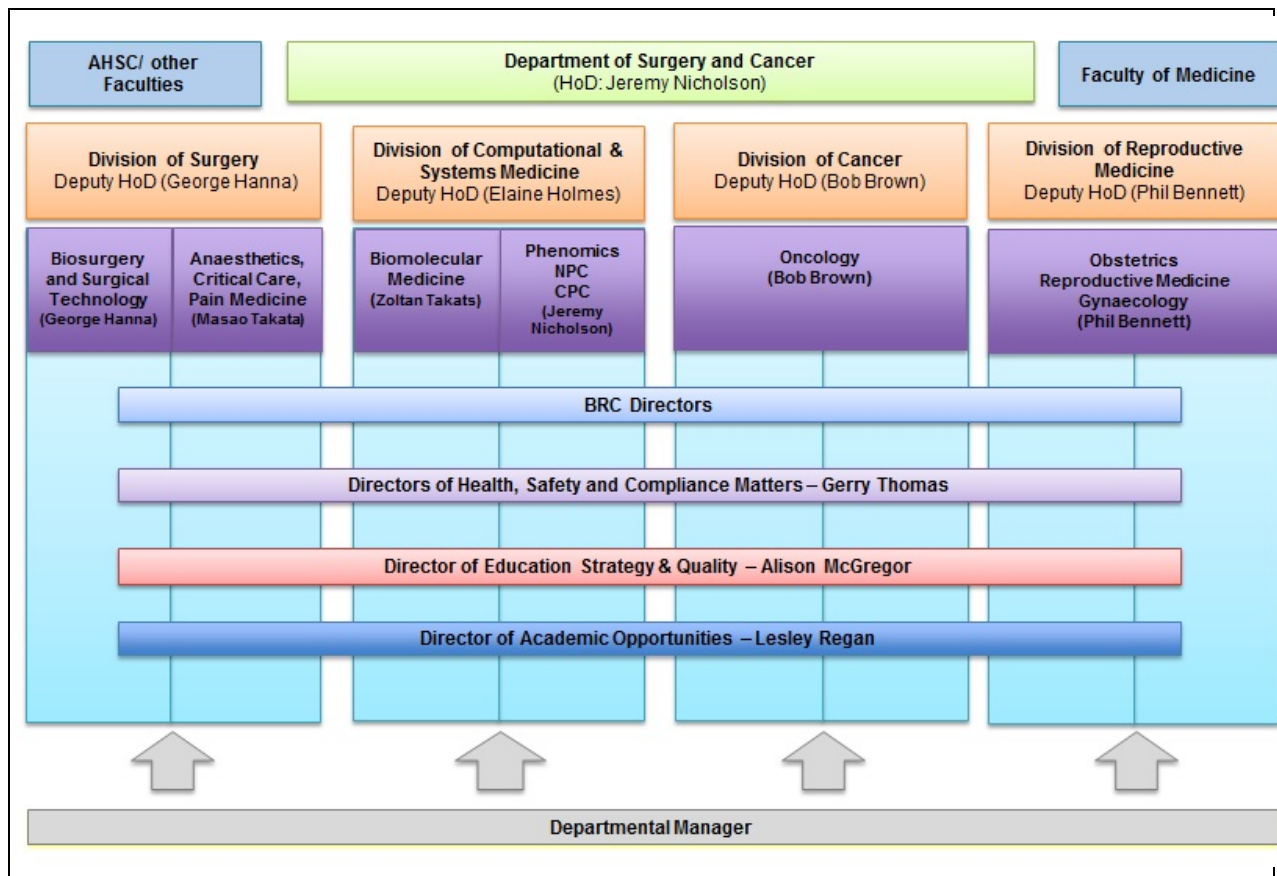 AHSC/ other
Faculties
Department of Surgery and Cancer
(HoD: Jeremy Nicholson)
Faculty of Medicine
Division of Surgery
Deputy HoD (George Hanna)
Division of Computational &
Systems Medicine
Deputy HoD (Elaine Holmes)
Division of Cancer
Deputy HoD (Bob Brown)
Division of Reproductive
Medicine
Deputy HoD (Phil Bennett)
Biosurgery
and Surgical
Technology
(George Hanna)
Anaesthetics,
Critical Care,
Pain Medicine
(Masao Takata)
Biomolecular
Medicine
(Zoltan Takats)
Phenomics
NPC
CPC
(Jeremy
Nicholson)
Oncology
(Bob Brown)
Obstetrics
Reproductive Medicine
Gynaecology
(Phil Bennett)
BRC Directors
Directors of Health, Safety and Compliance Matters – Gerry Thomas
Director of Education Strategy & Quality – Alison McGregor
Director of Academic Opportunities – Lesley Regan
Departmental Manager